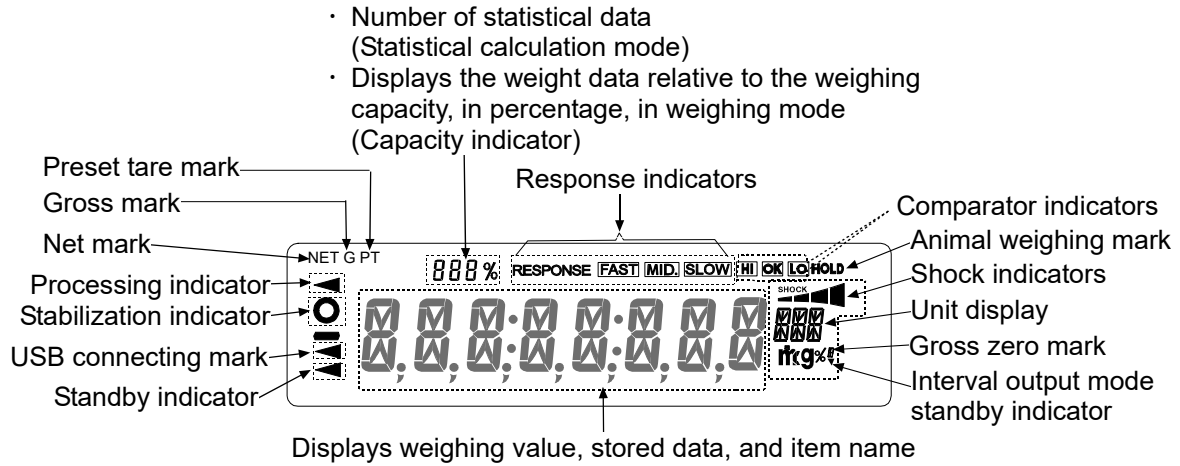 · Number of statistical data
(Statistical calculation mode)
· Displays the weight data relative to the weighing
capacity, in percentage, in weighing mode
(Capacity indicator)
Preset tare mark
Response indicators
Gross mark
Comparator indicators
Net mark
Animal weighing mark
NET G PT
888% RESPONSE FAST MID. SLOW HI OK LO HOLD
Processing indicator
Shock indicators
SHOCK
Stabilization indicator
Unit display
USB connecting mark
Gross zero mark
Standby indicator
Interval output mode
standby indicator
Displays weighing value, stored data, and item name